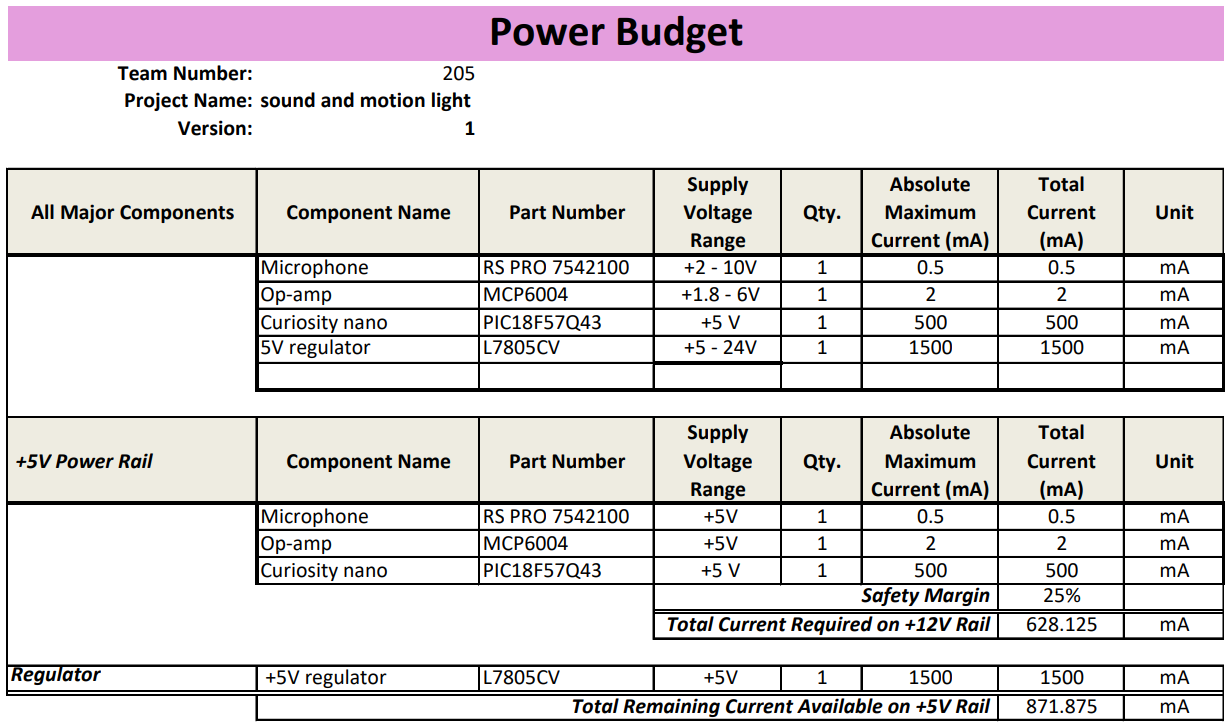 Power Budget
Team Number: 205
Project Name: sound and motion light
Version: 1
All Major Components Component Name Part Number Supply Voltage Range Qty. Absolute Maximum Current (mA) Total Current (mA) Unit
Microphone RS PRO 7542100 +2 - 10V 1 0.5 0.5 mA
Op-amp MCP6004 +1.8 - 6V 1 2 2 mA
Curiosity nano PIC18F57Q43 +5 V 1 500 500 mA
5V regulator L7805CV +5 - 24V 1 1500 1500 mA
+5V Power Rail Component Name Part Number Supply Voltage Range Qty. Absolute Maximum Current (mA) Total Current (mA) Unit
Microphone RS PRO 7542100 +5V 1 0.5 0.5 mA
Op-amp MCP6004 +5V 1 2 2 mA
Curiosity nano PIC18F57Q43 +5 V 1 500 500 mA
Safety Margin 25%
Total Current Required on +12V Rail 628.125 mA
Regulator +5V regulator L7805CV +5V 1 1500 1500 mA
Total Remaining Current Available on +5V Rail 871.875 mA